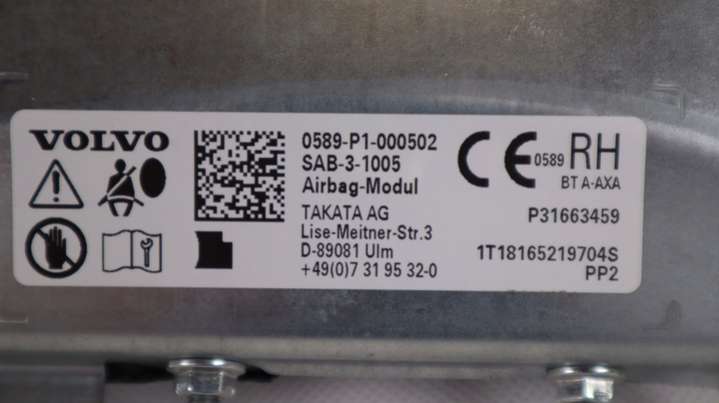 VOLVO
0589-P1-000502
SAB-3-1005
Airbag-Modul
TAKATA AG
Lise-Meitner-Str.3
D-89081 Ulm
+49(0)7 31 95 32-0
CE 0589 RH
BT A-AXA
P31663459
1T18165219704S
PP2